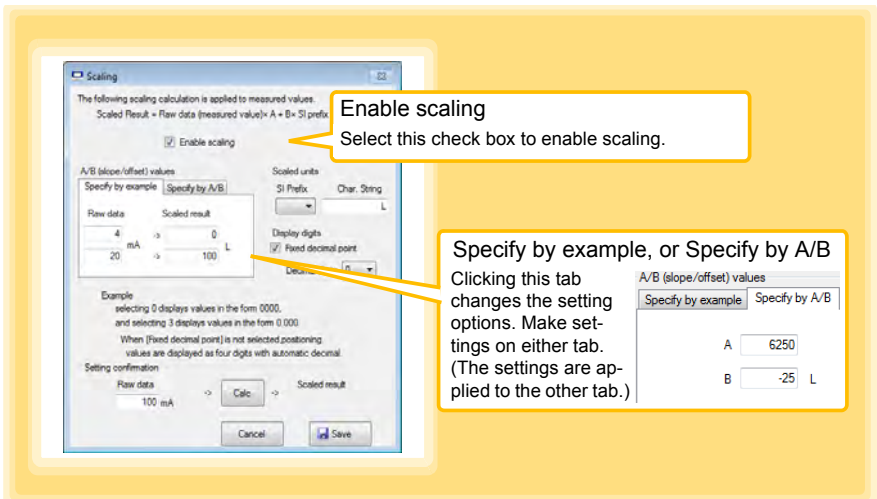 Scaling
The following scaling calculation is applied to measured values.
Scaled Result = Raw data (measured value)× A + B× SI prefix
Enable scaling
A/B (slope/offset) values
Specify by example Specify by A/B
Raw data Scaled result
4 -> 0
mA L
20 -> 100
Scaled units
SI Prefix Char. String
L
Display digits
Fixed decimal point
0
Example
selecting 0 displays values in the form 0000,
and selecting 3 displays values in the form 0.000
When [Fixed decimal point] is not selected.positioning
values are displayed as four digits with automatic decimal.
Setting confirmation
Raw data -> Calc -> Scaled result
100 mA
Cancel Save
Enable scaling
Select this check box to enable scaling.
Specify by example, or Specify by A/B
Clicking this tab
changes the setting
options. Make set-
tings on either tab.
(The settings are ap-
plied to the other tab.)
A/B (slope/offset) values
Specify by example Specify by A/B
A 6250
B -25 L